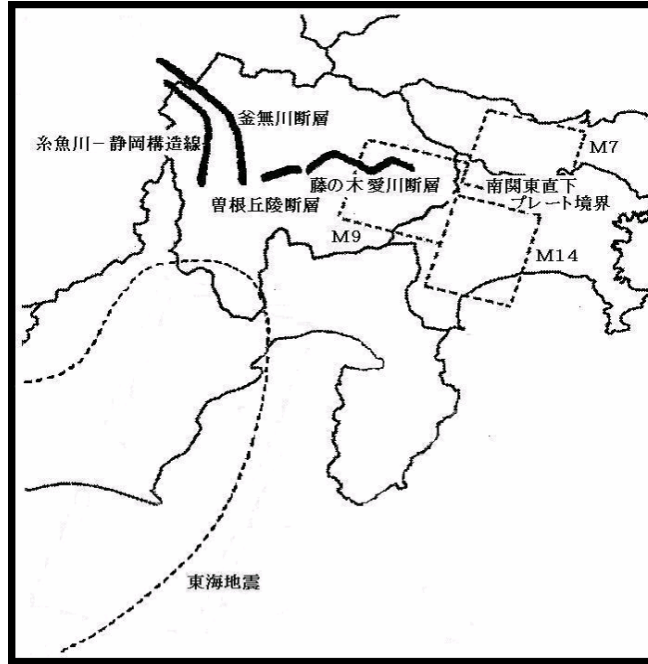 釜無川断層
M7
糸魚川－静岡構造線
藤の木愛川断層
南関東直下
プレート境界
曽根丘陵断層
M9
M14
東海地震